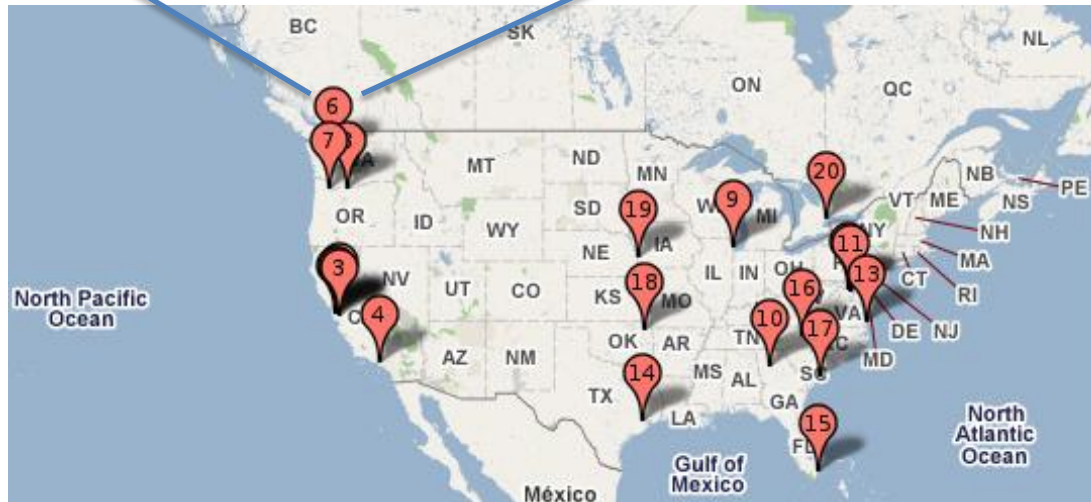 BC
SK
ON
QC
NL
6
7
8
MT
ND
MN
20
NB
PE
VT
ME
NS
OR
ID
SD
19
9
MI
NY
NH
WY
11
MA
NE
IA
CT
RI
3
NV
IL
IN
OH
13
North Pacific
Ocean
UT
CO
KS
18
MO
16
VA
DE
NJ
4
10
17
MD
OK
AR
TN
AZ
NM
SC
14
MS
AL
TX
GA
LA
15
North
Atlantic
Ocean
Gulf of
Mexico
México